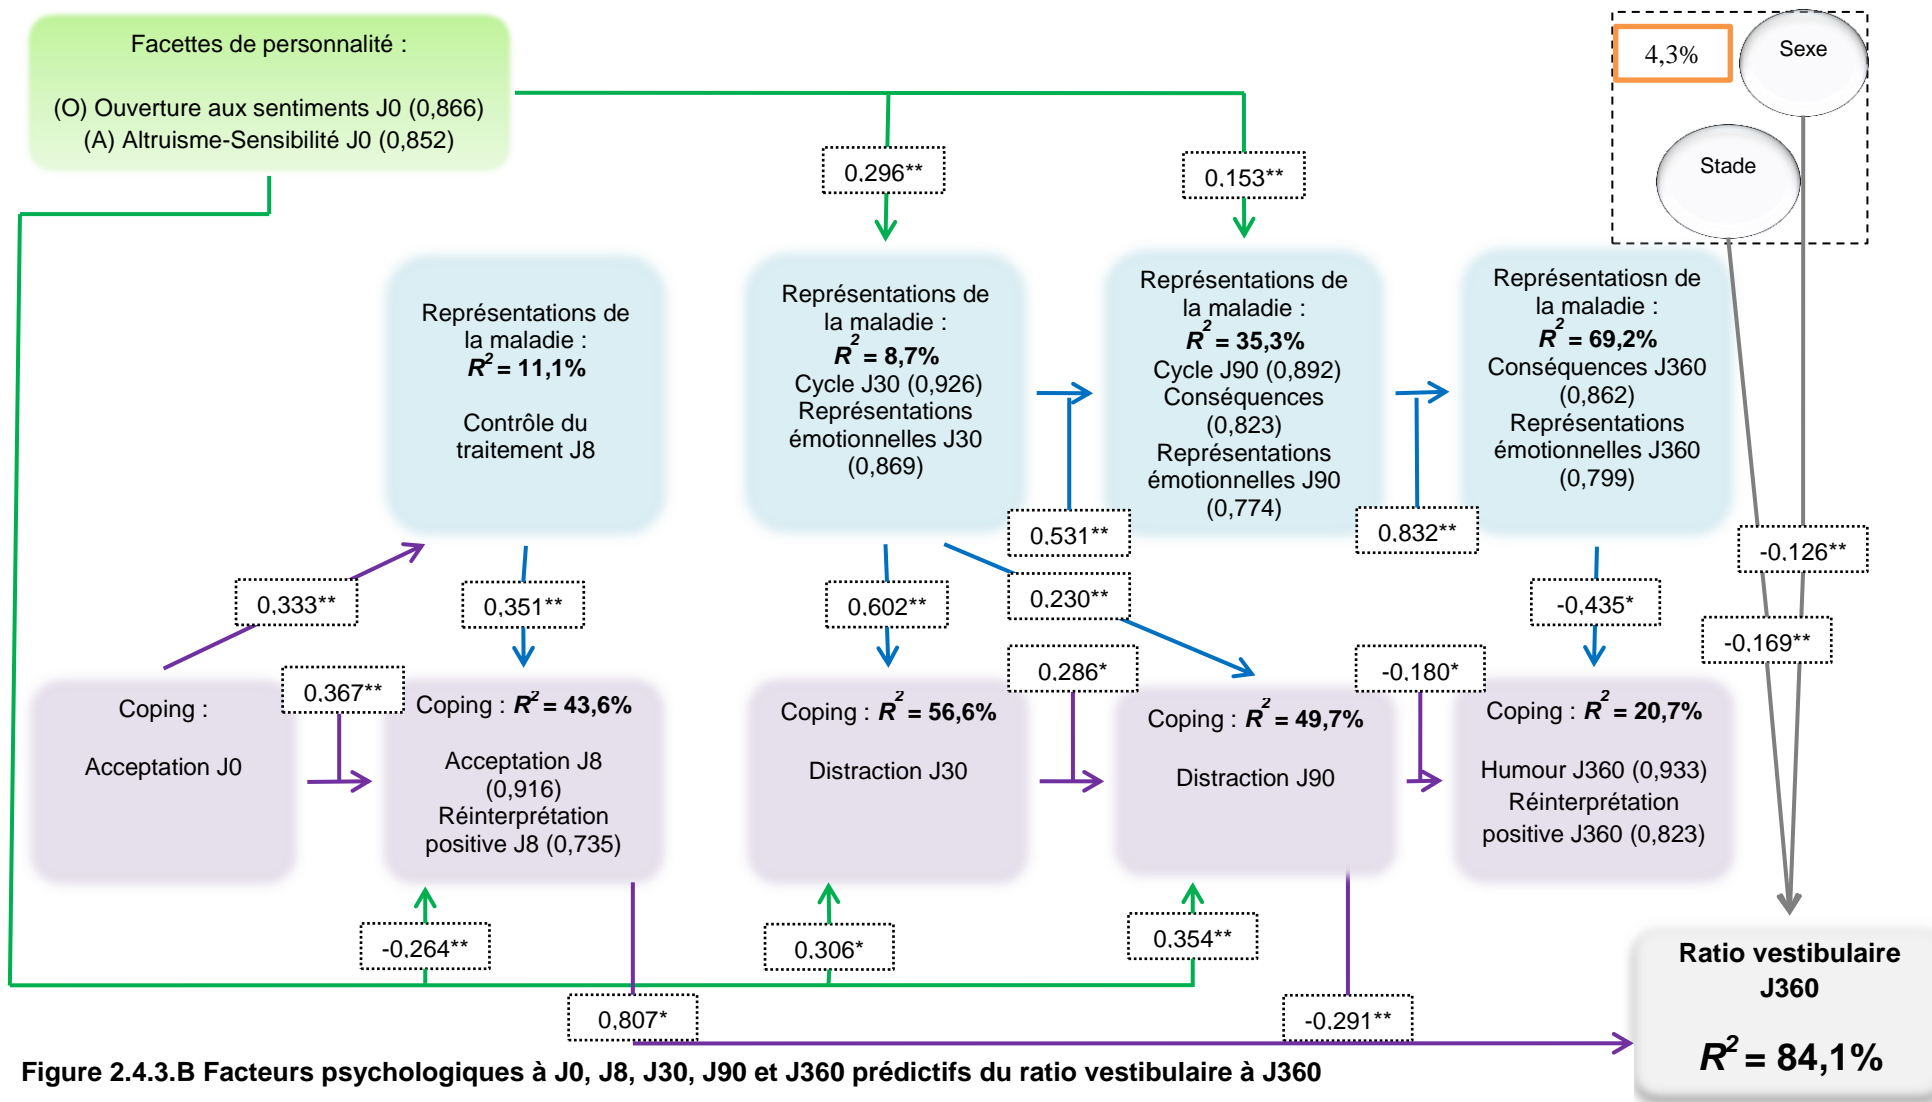 Facettes de personnalité :
(O) Ouverture aux sentiments J0 (0,866)
(A) Altruisme-Sensibilité J0 (0,852)
4,3%
Sexe
Stade
0,296**
0,153**
Représentations de
la maladie :
R² = 11,1%
Contrôle du
traitement J8
Représentations de
la maladie :
R² = 8,7%
Cycle J30 (0,926)
Représentations
émotionnelles J30
(0,869)
Représentations de
la maladie :
R² = 35,3%
Cycle J90 (0,892)
Conséquences
(0,823)
Représentations
émotionnelles J90
(0,774)
Représentatiosn de
la maladie :
R² = 69,2%
Conséquences J360
(0,862)
Représentations
émotionnelles J360
(0,799)
0,531**
0,832**
-0,126**
0,333**
0,351**
0,602**
0,230**
-0,435*
-0,169**
0,367**
0,286*
-0,180*
Coping :
Acceptation J0
Coping : R² = 43,6%
Acceptation J8
(0,916)
Réinterprétation
positive J8 (0,735)
Coping : R² = 56,6%
Distraction J30
Coping : R² = 49,7%
Distraction J90
Coping : R² = 20,7%
Humour J360 (0,933)
Réinterprétation
positive J360 (0,823)
-0,264**
0,306*
0,354**
0,807*
-0,291**
Ratio vestibulaire
J360
R² = 84,1%
Figure 2.4.3.B Facteurs psychologiques à J0, J8, J30, J90 et J360 prédictifs du ratio vestibulaire à J360